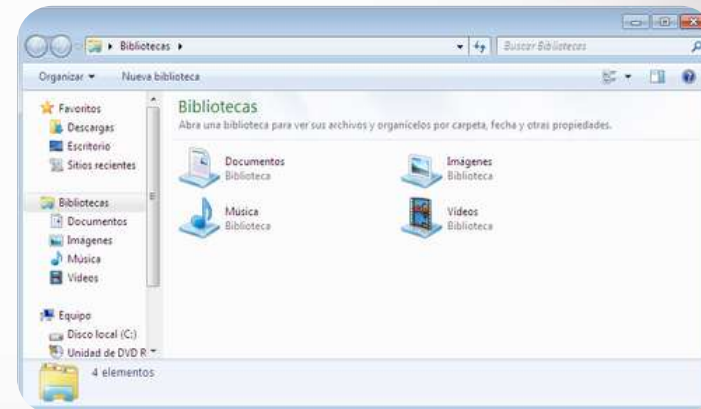 Bibliotecas
Buscar Bibliotecas
Organizar
Nueva biblioteca
Favoritos
Descargas
Escritorio
Sitios recientes
Bibliotecas
Documentos
Imágenes
Música
Vídeos
Equipo
Disco local (C:)
Unidad de DVD R
Bibliotecas
Abra una biblioteca para ver sus archivos y organícelos por carpeta, fecha y otras propiedades.
Documentos
Biblioteca
Imágenes
Biblioteca
Música
Biblioteca
Vídeos
Biblioteca
4 elementos